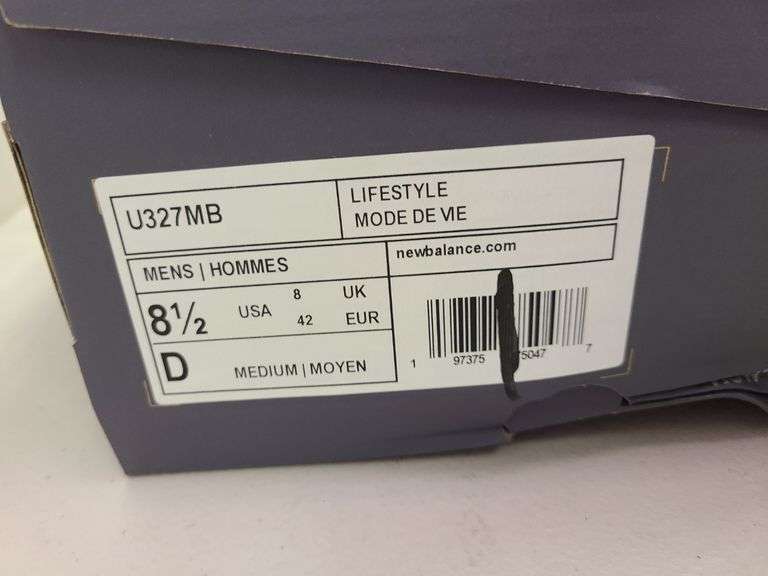 U327MB
LIFESTYLE
MODE DE VIE
MENS | HOMMES
newbalance.com
8½ USA 8 UK
42 EUR
D MEDIUM | MOYEN
1 97375 75047 7